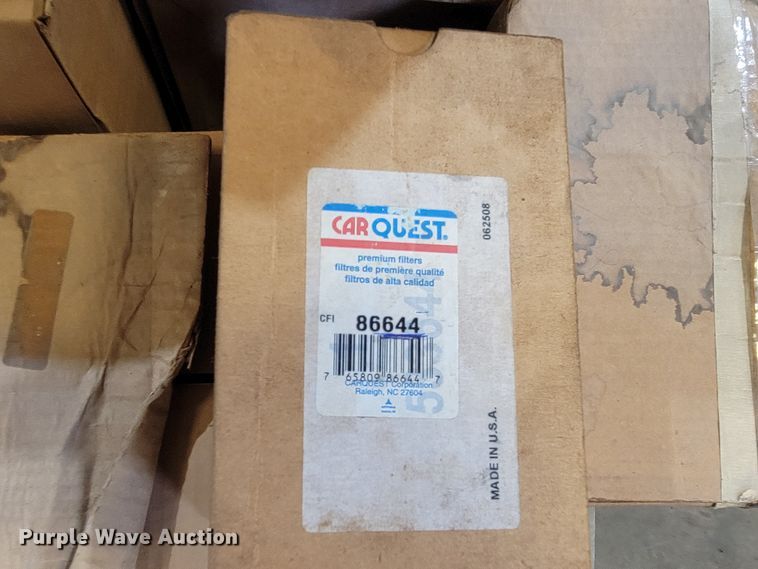 062508
CARQUEST®
premium filters
filtres de première qualité
filtros de alta calidad
CFI 86644
7 65809 86644 7
CARQUEST Corporation
Raleigh, NC 27604
MADE IN U.S.A.
Purple Wave Auction